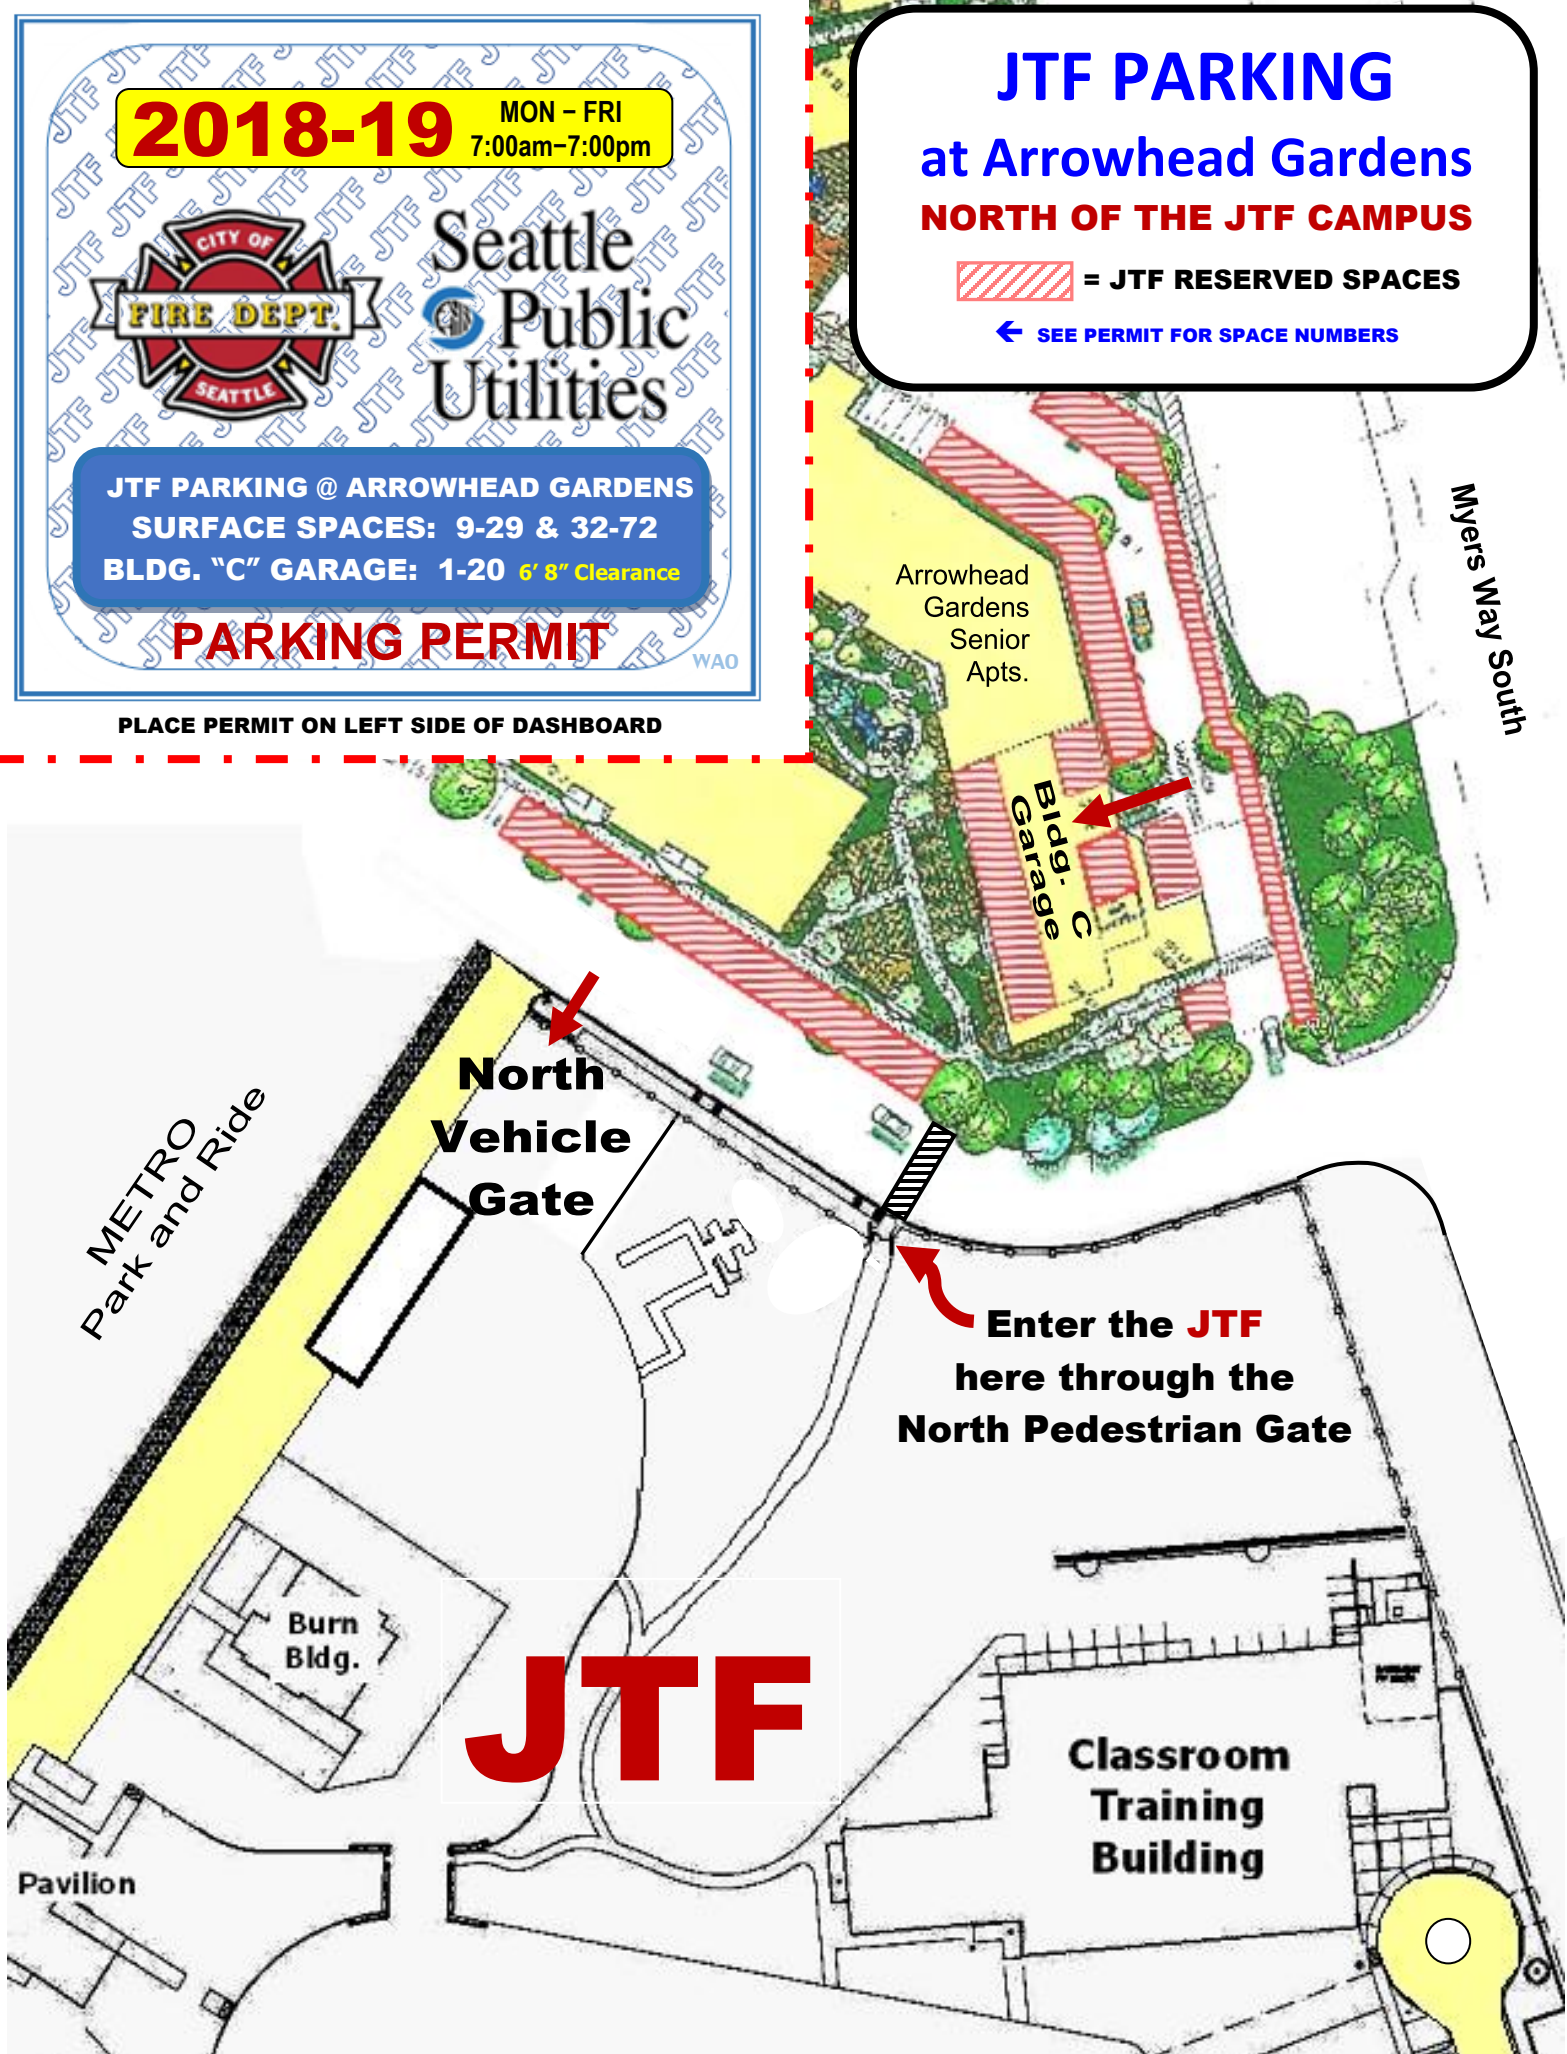 2018-19
MON – FRI
7:00am–7:00pm
CITY OF
FIRE DEPT.
SEATTLE
Seattle
Public
Utilities
JTF PARKING @ ARROWHEAD GARDENS
SURFACE SPACES: 9-29 & 32-72
BLDG. “C” GARAGE: 1-20 6’ 8” Clearance
PARKING PERMIT
WAO
PLACE PERMIT ON LEFT SIDE OF DASHBOARD
JTF PARKING
at Arrowhead Gardens
NORTH OF THE JTF CAMPUS
= JTF RESERVED SPACES
← SEE PERMIT FOR SPACE NUMBERS
Myers Way South
Arrowhead
Gardens
Senior
Apts.
Bldg. C
Garage
North
Vehicle
Gate
METRO
Park and Ride
Enter the JTF
here through the
North Pedestrian Gate
Burn
Bldg.
JTF
Classroom
Training
Building
Pavilion